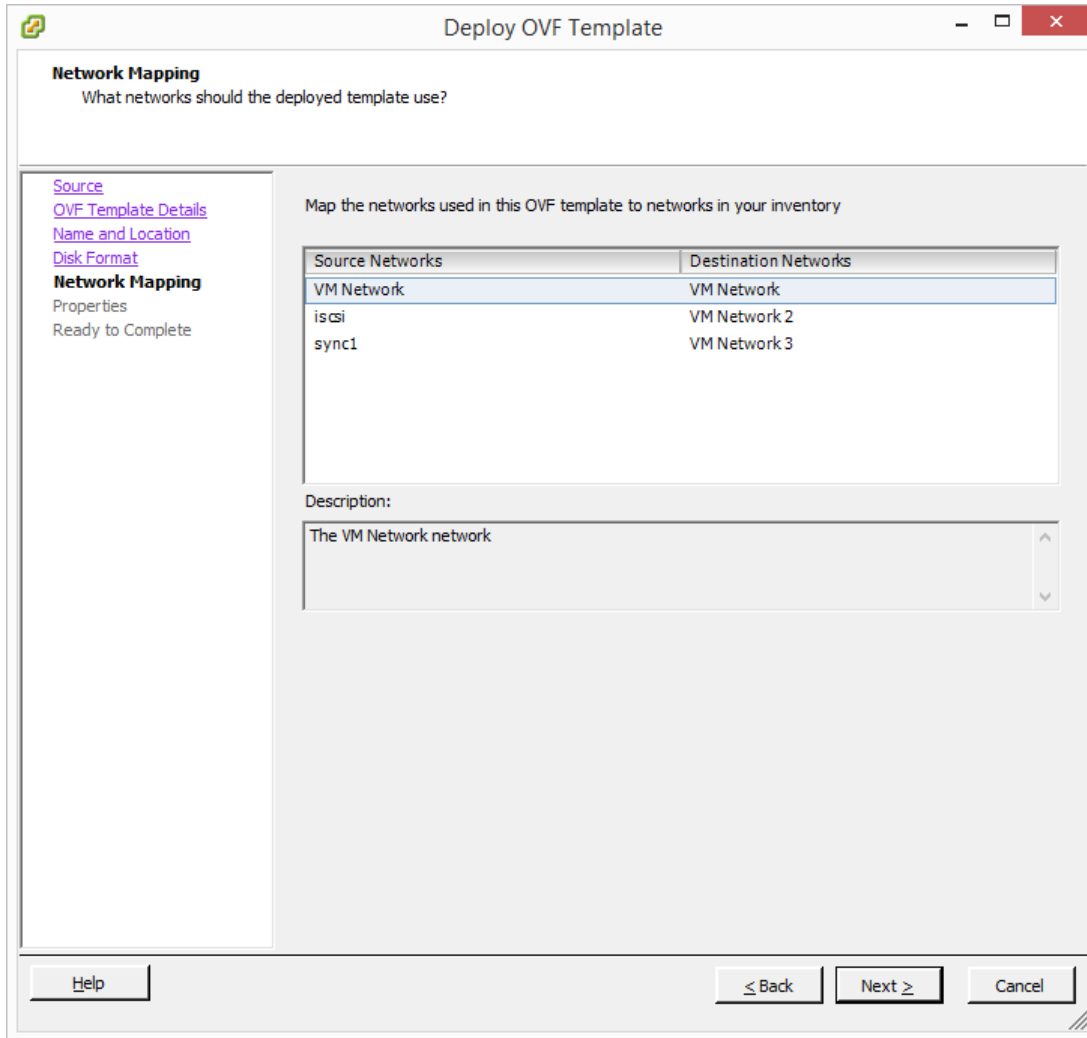 Deploy OVF Template
Network Mapping
What networks should the deployed template use?
Source
OVF Template Details
Name and Location
Disk Format
Network Mapping
Properties
Ready to Complete
Map the networks used in this OVF template to networks in your inventory
Source Networks Destination Networks
VM Network VM Network
iscsi VM Network 2
sync1 VM Network 3
Description:
The VM Network network
Help < Back Next > Cancel